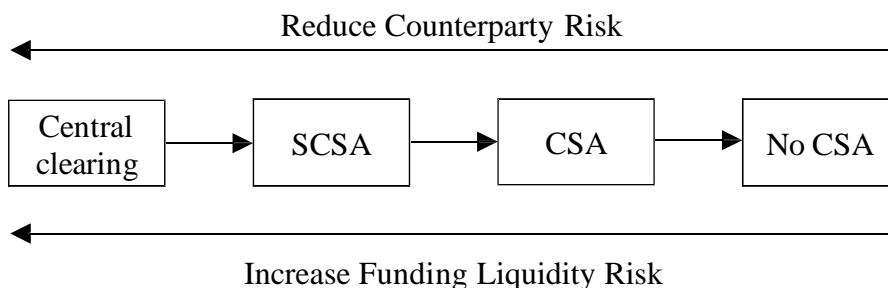 Reduce Counterparty Risk
Central
clearing
SCSA
CSA
No CSA
Increase Funding Liquidity Risk